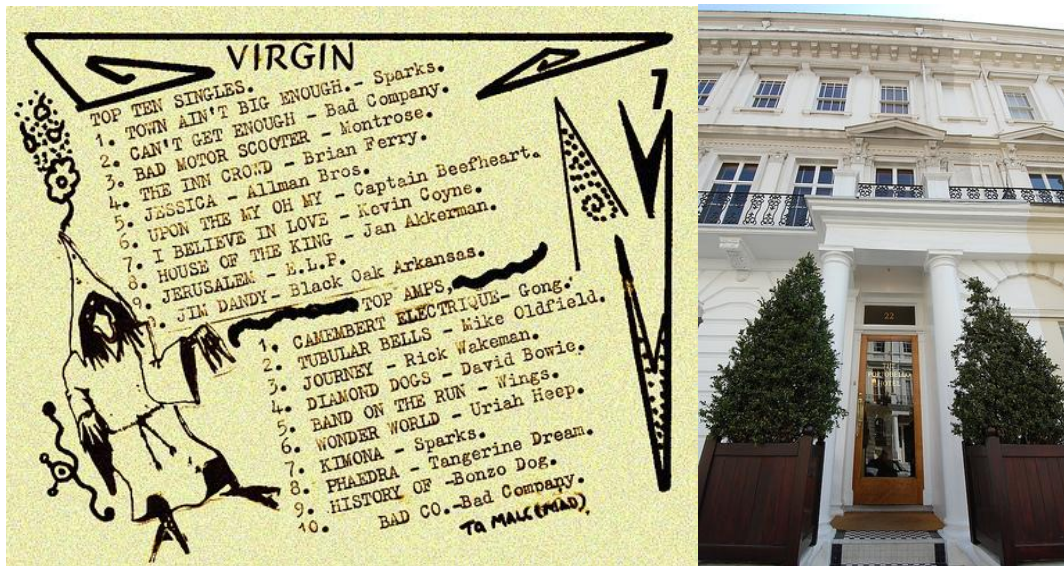 VIRGIN
7
TOP TEN SINGLES.
1. TOWN AIN'T BIG ENOUGH.- Sparks.
2. CAN'T GET ENOUGH - Bad Company.
3. BAD MOTOR SCOOTER - Montrose.
4. THE INN CROWD - Brian Ferry.
5. JESSICA - Allman Bros.
6. UPON THE MY OH MY - Captain Beefheart.
7. I BELIEVE IN LOVE - Kevin Coyne.
8. HOUSE OF THE KING - Jan Akkerman.
9. JERUSALEM - E.L.P.
JIM DANDY- Black Oak Arkansas.
TOP AMPS,
1. CAMEMBERT ELECTRIQUE- Gong.
2. TUBULAR BELLS - Mike Oldfield.
3. JOURNEY - Rick Wakeman.
4. DIAMOND DOGS - David Bowie.
5. BAND ON THE RUN - Wings.
6. WONDER WORLD - Uriah Heep.
7. KIMONA - Sparks.
8. PHAEDRA - Tangerine Dream.
9. HISTORY OF -Bonzo Dog.
10. BAD CO.-Bad Company.
TA MALC(MAD)
22